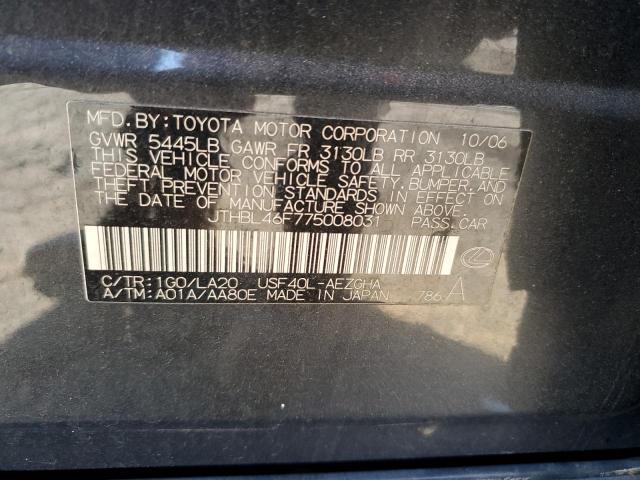 MFD. BY: TOYOTA MOTOR CORPORATION 10/06
GVWR 5445LB GAWR FR 3130LB RR 3130LB
THIS VEHICLE CONFORMS TO ALL APPLICABLE
FEDERAL MOTOR VEHICLE SAFETY, BUMPER, AND
THEFT PREVENTION STANDARDS IN EFFECT ON
THE DATE OF MANUFACTURE SHOWN ABOVE.
JTHBL46F775008031 PASS. CAR
C/TR: 1G0/LA20 USF40L-AEZGHA
A/TM: A01A/AA80E MADE IN JAPAN 786 A